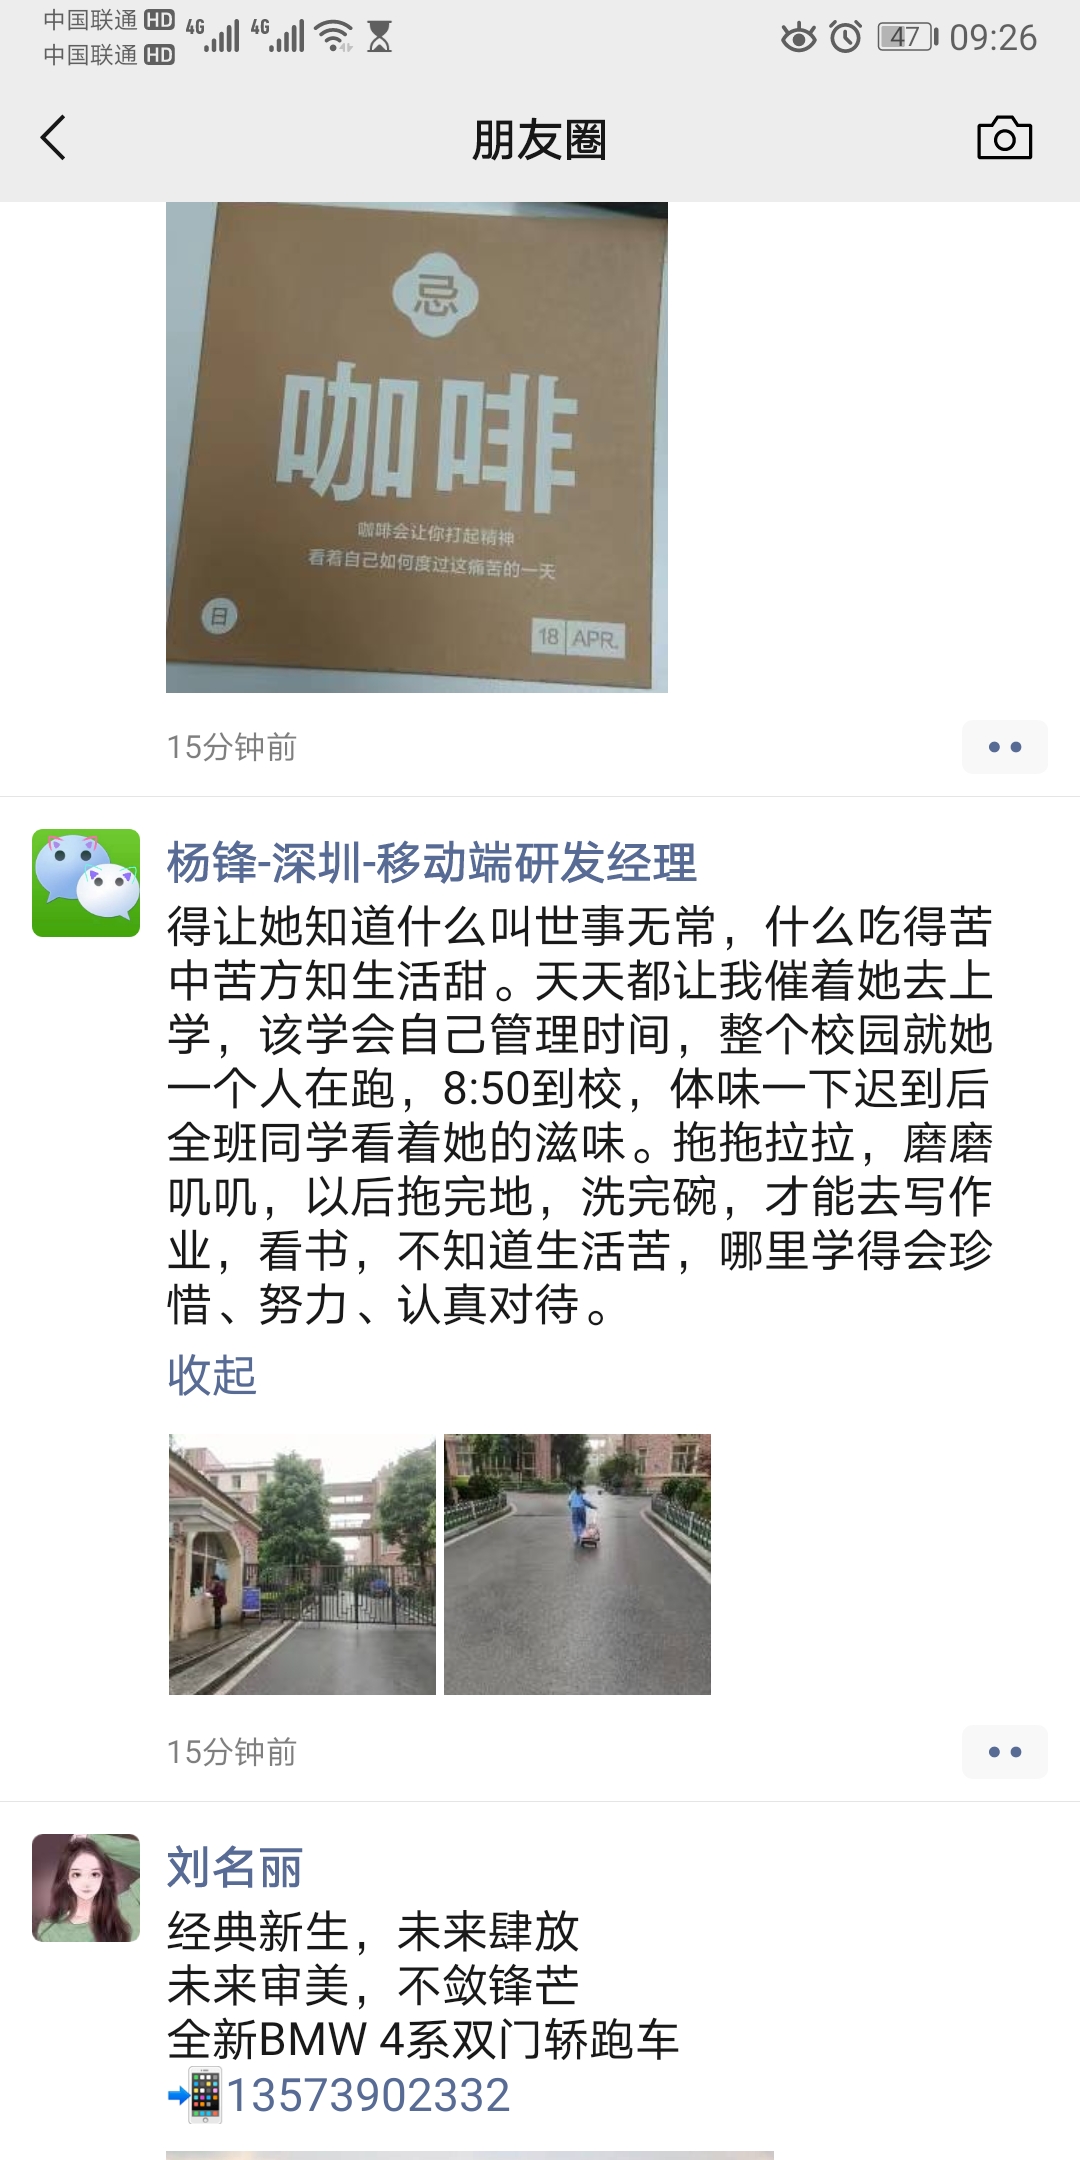 中国联通 HD 4G 4G 47 09:26
中国联通 HD
朋友圈
忌
咖啡
咖啡会让你打起精神
看着自己如何度过这痛苦的一天
日
18 APR.
15分钟前
杨锋-深圳-移动端研发经理
得让她知道什么叫世事无常，什么吃得苦
中苦方知生活甜。天天都让我催着她去上
学，该学会自己管理时间，整个校园就她
一个人在跑，8:50到校，体味一下迟到后
全班同学看着她的滋味。拖拖拉拉，磨磨
叽叽，以后拖完地，洗完碗，才能去写作
业，看书，不知道生活苦，哪里学得会珍
惜、努力、认真对待。
收起
15分钟前
刘名丽
经典新生，未来肆放
未来审美，不敛锋芒
全新BMW 4系双门轿跑车
13573902332